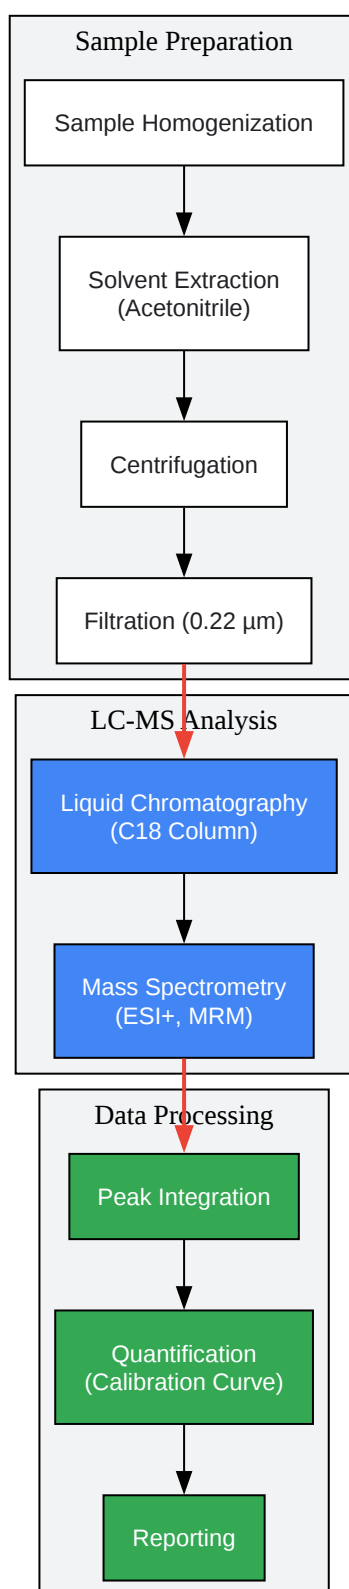 Sample Preparation
Sample Homogenization
Solvent Extraction
(Acetonitrile)
Centrifugation
Filtration (0.22 µm)
LC-MS Analysis
Liquid Chromatography
(C18 Column)
Mass Spectrometry
(ESI+, MRM)
Data Processing
Peak Integration
Quantification
(Calibration Curve)
Reporting